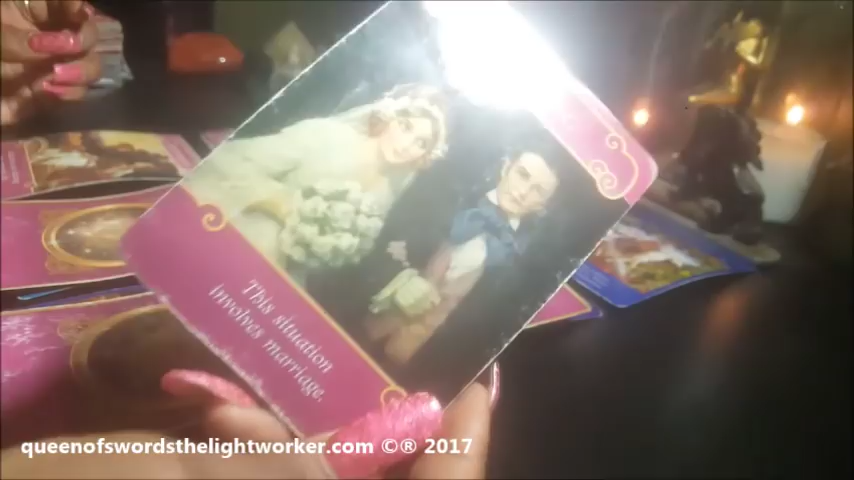 This situation
involves marriage.
queenofswordsthelightworker.com ©® 2017